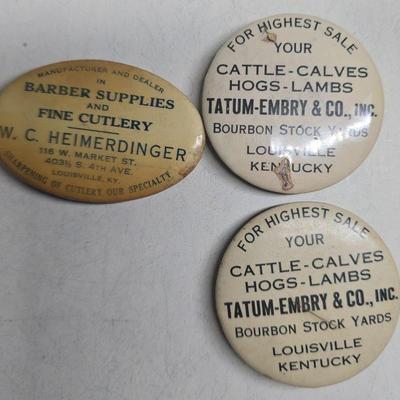 MANUFACTURER AND DEALER
IN
BARBER SUPPLIES
AND
FINE CUTLERY
W. C. HEIMERDINGER
116 W. MARKET ST.
403½ S. 4TH AVE.
LOUISVILLE, KY.
SHARPENING OF CUTLERY OUR SPECIALTY
FOR HIGHEST SALE
YOUR
CATTLE-CALVES
HOGS-LAMBS
TATUM-EMBRY & CO., INC.
BOURBON STOCK YARDS
LOUISVILLE
KENTUCKY
FOR HIGHEST SALE
YOUR
CATTLE-CALVES
HOGS-LAMBS
TATUM-EMBRY & CO., INC.
BOURBON STOCK YARDS
LOUISVILLE
KENTUCKY